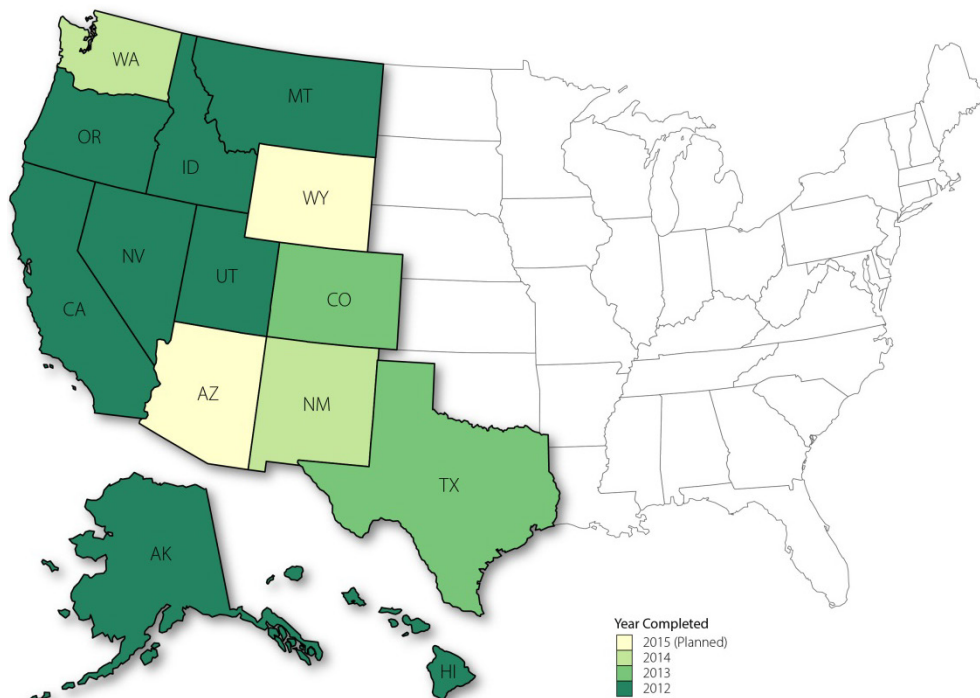 WA
MT
OR
ID
WY
NV
UT
CO
CA
AZ
NM
TX
AK
HI
Year Completed
2015 (Planned)
2014
2013
2012